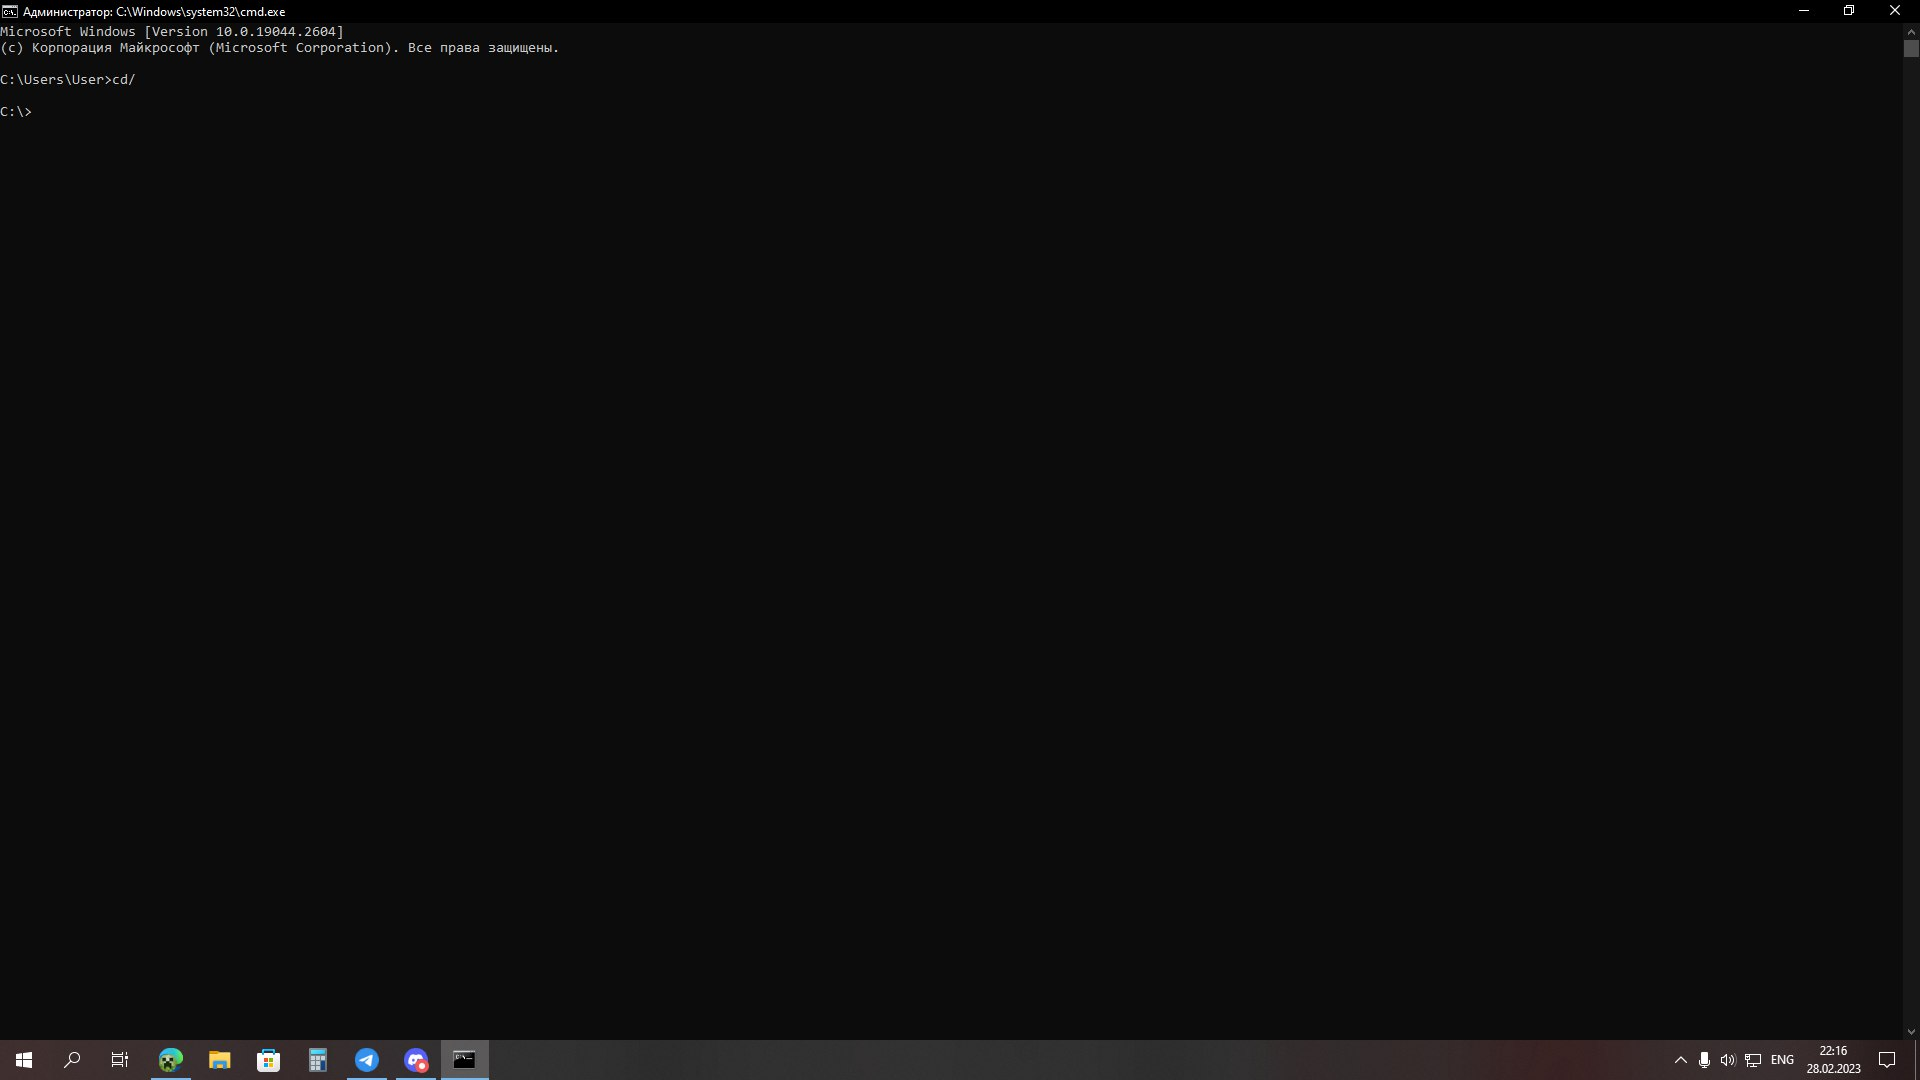 Администратор: C:\Windows\system32\cmd.exe
Microsoft Windows [Version 10.0.19044.2604]
(c) Корпорация Майкрософт (Microsoft Corporation). Все права защищены.
C:\Users\User>cd/
C:\>
ENG
22:16
28.02.2023